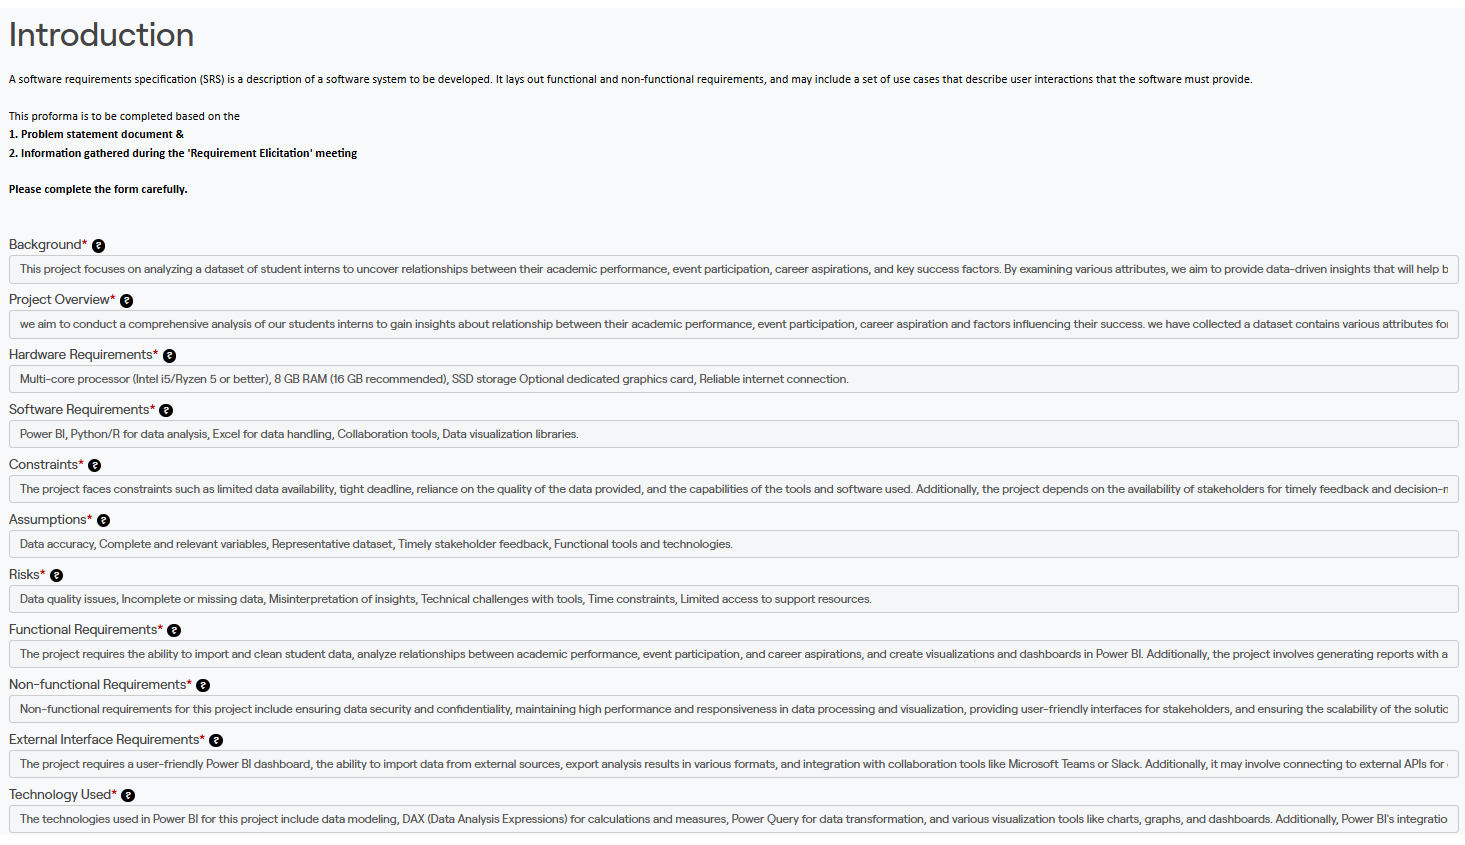 Introduction
A software requirements specification (SRS) is a description of a software system to be developed. It lays out functional and non-functional requirements, and may include a set of use cases that describe user interactions that the software must provide.
This proforma is to be completed based on the
1. Problem statement document &
2. Information gathered during the 'Requirement Elicitation' meeting
Please complete the form carefully.
Background* ?
This project focuses on analyzing a dataset of student interns to uncover relationships between their academic performance, event participation, career aspirations, and key success factors. By examining various attributes, we aim to provide data-driven insights that will help b
Project Overview* ?
we aim to conduct a comprehensive analysis of our students interns to gain insights about relationship between their academic performance, event participation, career aspiration and factors influencing their success. we have collected a dataset contains various attributes for
Hardware Requirements* ?
Multi-core processor (Intel i5/Ryzen 5 or better), 8 GB RAM (16 GB recommended), SSD storage Optional dedicated graphics card, Reliable internet connection.
Software Requirements* ?
Power BI, Python/R for data analysis, Excel for data handling, Collaboration tools, Data visualization libraries.
Constraints* ?
The project faces constraints such as limited data availability, tight deadline, reliance on the quality of the data provided, and the capabilities of the tools and software used. Additionally, the project depends on the availability of stakeholders for timely feedback and decision-m
Assumptions* ?
Data accuracy, Complete and relevant variables, Representative dataset, Timely stakeholder feedback, Functional tools and technologies.
Risks* ?
Data quality issues, Incomplete or missing data, Misinterpretation of insights, Technical challenges with tools, Time constraints, Limited access to support resources.
Functional Requirements* ?
The project requires the ability to import and clean student data, analyze relationships between academic performance, event participation, and career aspirations, and create visualizations and dashboards in Power BI. Additionally, the project involves generating reports with a
Non-functional Requirements* ?
Non-functional requirements for this project include ensuring data security and confidentiality, maintaining high performance and responsiveness in data processing and visualization, providing user-friendly interfaces for stakeholders, and ensuring the scalability of the solutic
External Interface Requirements* ?
The project requires a user-friendly Power BI dashboard, the ability to import data from external sources, export analysis results in various formats, and integration with collaboration tools like Microsoft Teams or Slack. Additionally, it may involve connecting to external APIs for
Technology Used* ?
The technologies used in Power BI for this project include data modeling, DAX (Data Analysis Expressions) for calculations and measures, Power Query for data transformation, and various visualization tools like charts, graphs, and dashboards. Additionally, Power BI's integratio